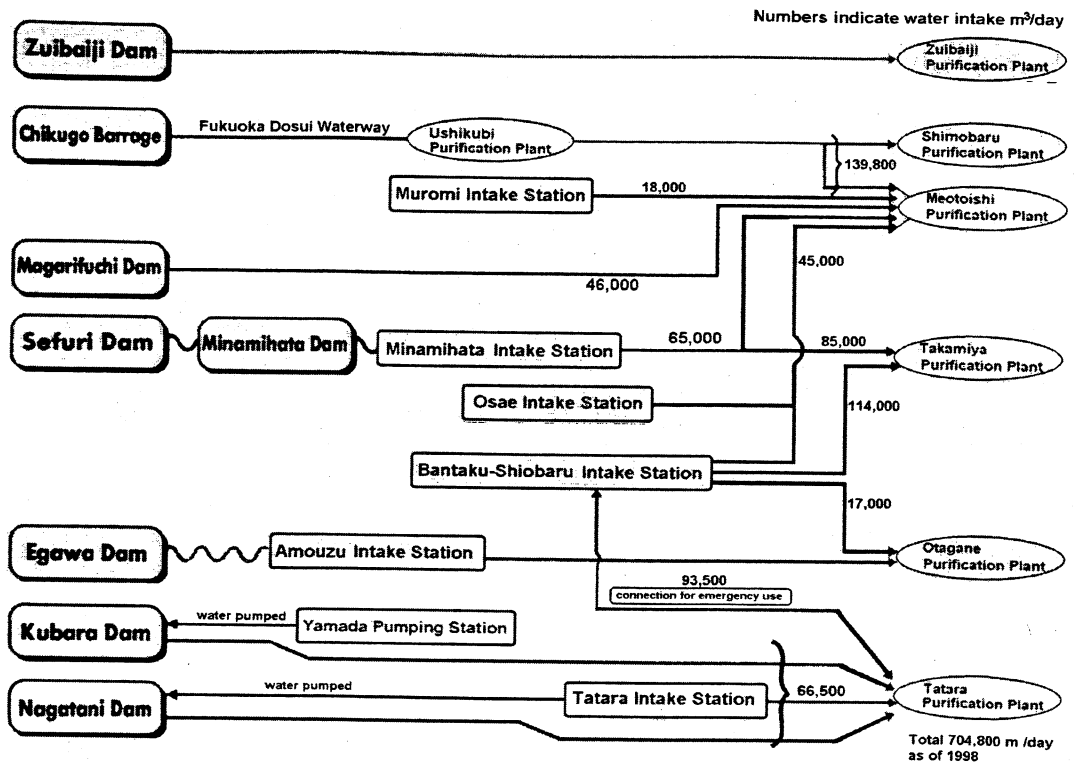 Numbers indicate water intake m³/day
Zuibaiji Dam
Zuibaiji
Purification Plant
Chikugo Barrage
Fukuoka Dosui Waterway
Ushikubi
Purification Plant
Shimobaru
Purification Plant
139,800
Muromi Intake Station
18,000
Meotoishi
Purification Plant
Magarifuchi Dam
46,000
45,000
Sefuri Dam
Minamihata Dam
Minamihata Intake Station
65,000
85,000
Takamiya
Purification Plant
Osae Intake Station
114,000
Bantaku-Shiobaru Intake Station
17,000
Egawa Dam
Amouzu Intake Station
Otagane
Purification Plant
93,500
connection for emergency use
Kubara Dam
water pumped
Yamada Pumping Station
Nagatani Dam
water pumped
Tatara Intake Station
66,500
Tatara
Purification Plant
Total 704,800 m /day
as of 1998